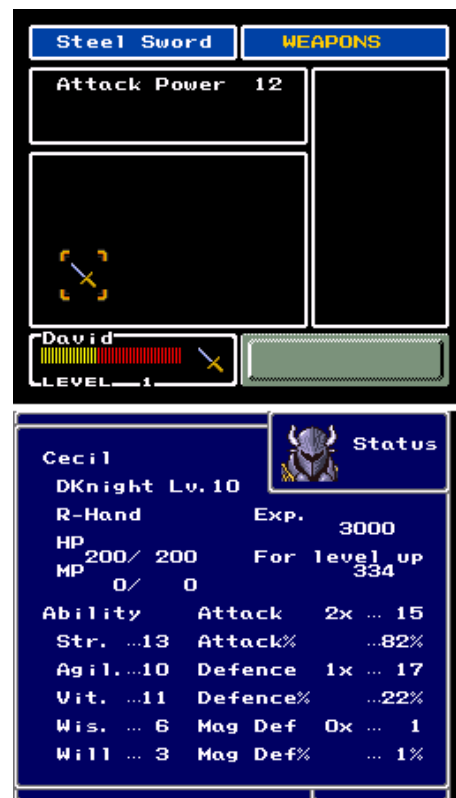 Steel Sword WEAPONS
Attack Power 12
David
LEVEL 1
Status
Cecil
DKnight Lv.10
R-Hand Exp.
3000
HP
200/ 200 For level up
MP 334
0/ 0
Ability Attack 2x … 15
Str. …13 Attack% …82%
Agil.…10 Defence 1x … 17
Vit. …11 Defence% …22%
Wis. … 6 Mag Def 0x … 1
Will … 3 Mag Def% … 1%